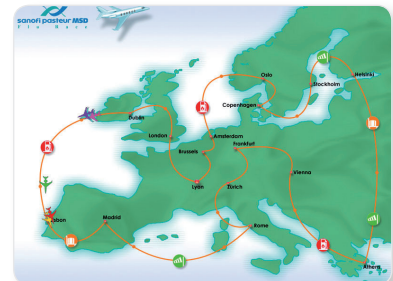 sanofi pasteur MSD
Flu Race
Oslo
Helsinki
Stockholm
Copenhagen
Dublin
London
Amsterdam
Brussels
Frankfurt
Lyon
Zurich
Vienna
Lisbon
Madrid
Rome
Athens